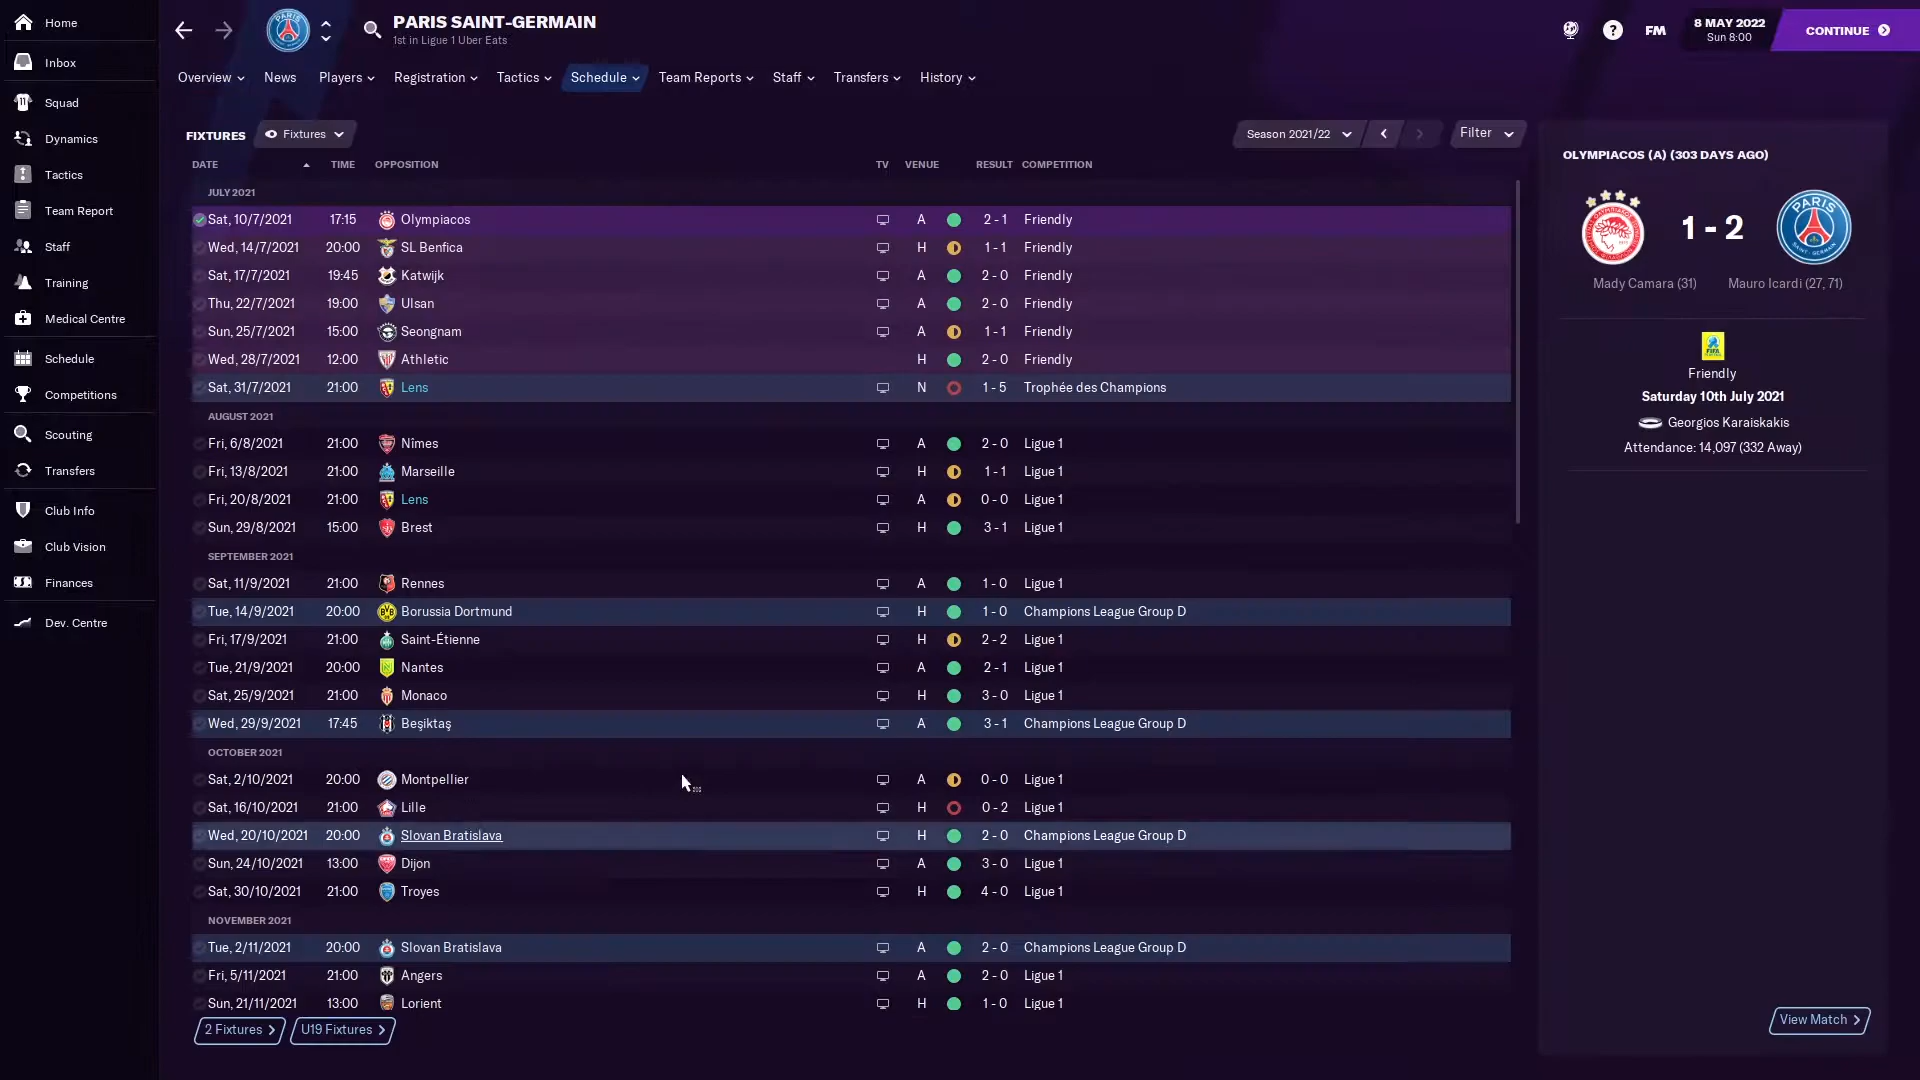 Home
Inbox
Squad
Dynamics
Tactics
Team Report
Staff
Training
Medical Centre
Schedule
Competitions
Scouting
Transfers
Club Info
Club Vision
Finances
Dev. Centre
PARIS SAINT-GERMAIN
1st in Ligue 1 Uber Eats
FM
8 MAY 2022
Sun 8:00
CONTINUE
Overview News Players Registration Tactics Schedule Team Reports Staff Transfers History
FIXTURES Fixtures Season 2021/22 Filter
DATE TIME OPPOSITION TV VENUE RESULT COMPETITION
JULY 2021
Sat, 10/7/2021 17:15 Olympiacos A 2 - 1 Friendly
Wed, 14/7/2021 20:00 SL Benfica H 1 - 1 Friendly
Sat, 17/7/2021 19:45 Katwijk A 2 - 0 Friendly
Thu, 22/7/2021 19:00 Ulsan A 2 - 0 Friendly
Sun, 25/7/2021 15:00 Seongnam A 1 - 1 Friendly
Wed, 28/7/2021 12:00 Athletic H 2 - 0 Friendly
Sat, 31/7/2021 21:00 Lens N 1 - 5 Trophée des Champions
AUGUST 2021
Fri, 6/8/2021 21:00 Nîmes A 2 - 0 Ligue 1
Fri, 13/8/2021 21:00 Marseille H 1 - 1 Ligue 1
Fri, 20/8/2021 21:00 Lens A 0 - 0 Ligue 1
Sun, 29/8/2021 15:00 Brest H 3 - 1 Ligue 1
SEPTEMBER 2021
Sat, 11/9/2021 21:00 Rennes A 1 - 0 Ligue 1
Tue, 14/9/2021 20:00 Borussia Dortmund H 1 - 0 Champions League Group D
Fri, 17/9/2021 21:00 Saint-Étienne H 2 - 2 Ligue 1
Tue, 21/9/2021 20:00 Nantes A 2 - 1 Ligue 1
Sat, 25/9/2021 21:00 Monaco H 3 - 0 Ligue 1
Wed, 29/9/2021 17:45 Beşiktaş A 3 - 1 Champions League Group D
OCTOBER 2021
Sat, 2/10/2021 20:00 Montpellier A 0 - 0 Ligue 1
Sat, 16/10/2021 21:00 Lille H 0 - 2 Ligue 1
Wed, 20/10/2021 20:00 Slovan Bratislava H 2 - 0 Champions League Group D
Sun, 24/10/2021 13:00 Dijon A 3 - 0 Ligue 1
Sat, 30/10/2021 21:00 Troyes H 4 - 0 Ligue 1
NOVEMBER 2021
Tue, 2/11/2021 20:00 Slovan Bratislava A 2 - 0 Champions League Group D
Fri, 5/11/2021 21:00 Angers A 2 - 0 Ligue 1
Sun, 21/11/2021 13:00 Lorient H 1 - 0 Ligue 1
2 Fixtures U19 Fixtures
OLYMPIACOS (A) (303 DAYS AGO)
PARIS
1 - 2
Mady Camara (31) Mauro Icardi (27, 71)
FIFA
Friendly
Saturday 10th July 2021
Georgios Karaiskakis
Attendance: 14,097 (332 Away)
View Match